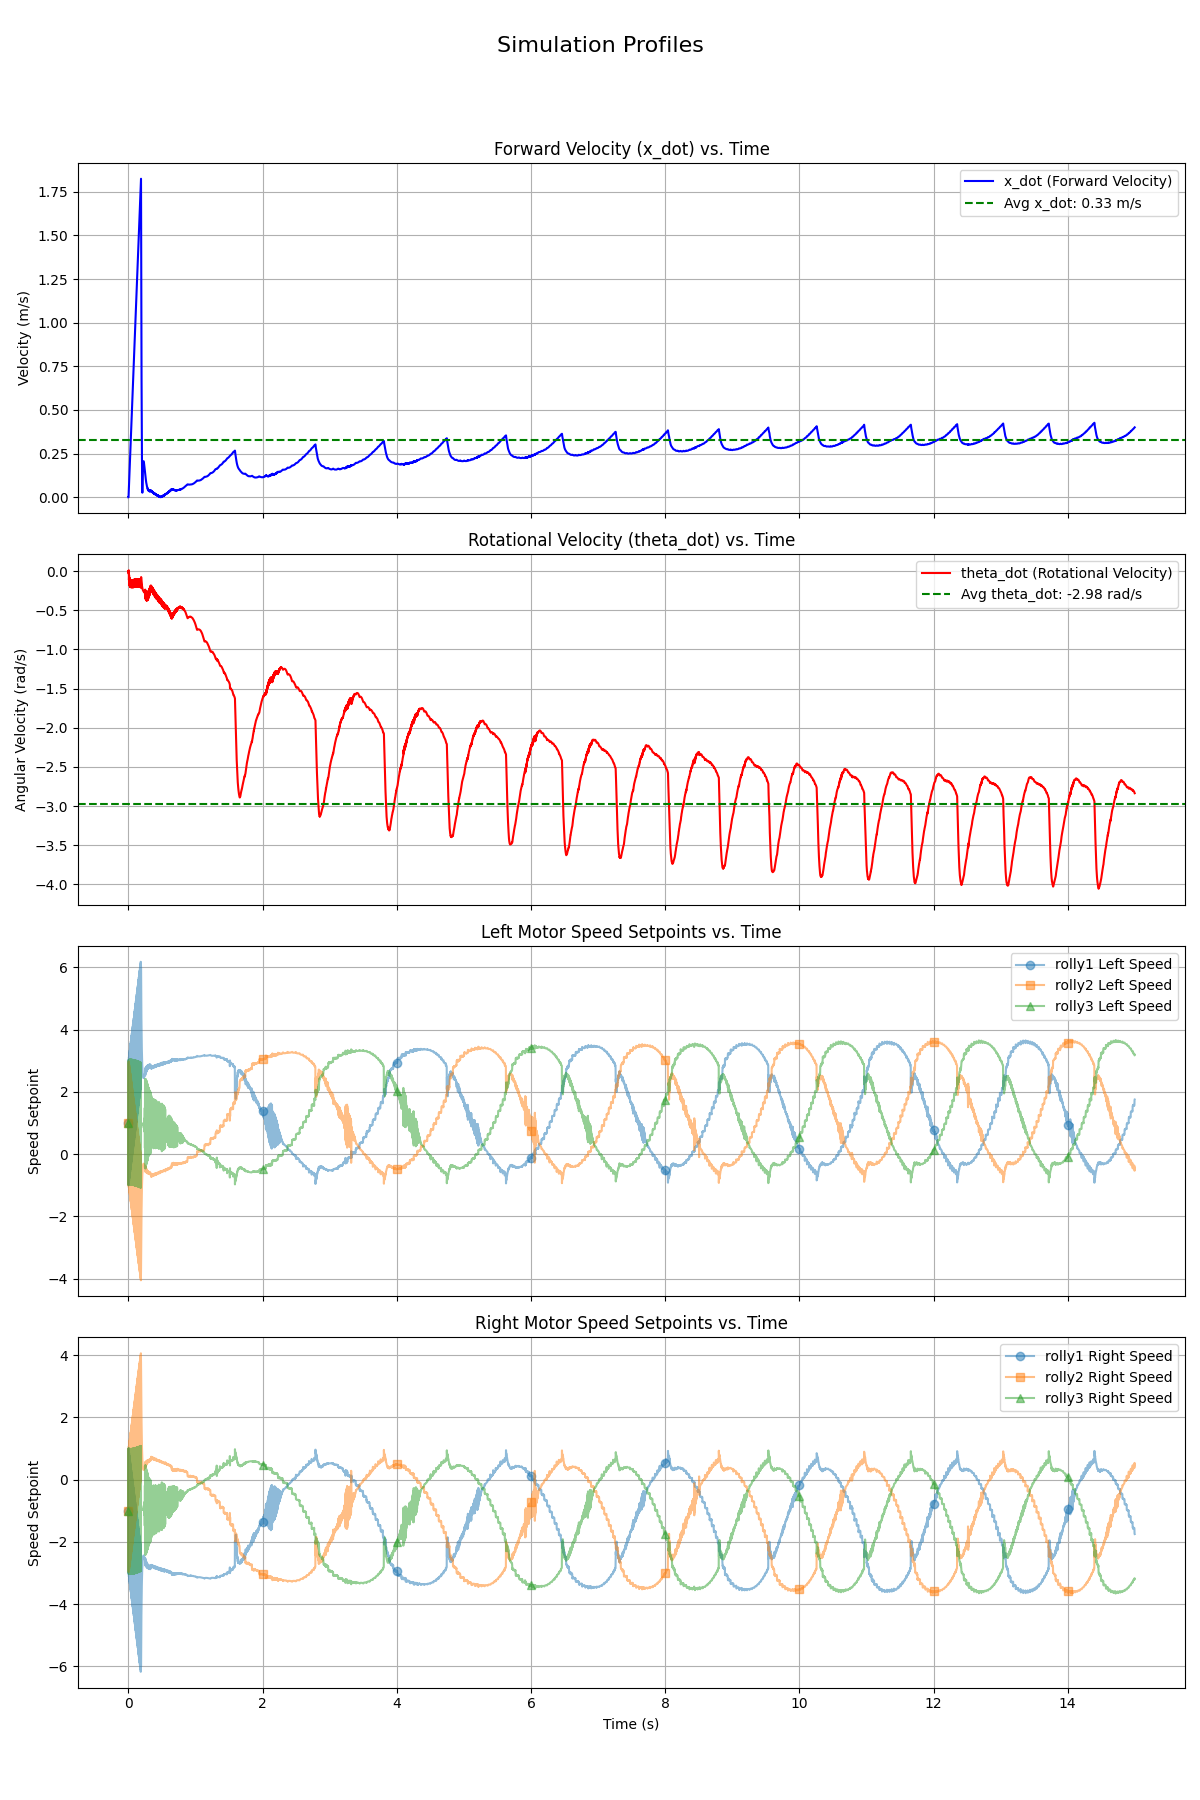 Simulation Profiles
Forward Velocity (x_dot) vs. Time
Velocity (m/s)
1.75
1.50
1.25
1.00
0.75
0.50
0.25
0.00
x_dot (Forward Velocity)
Avg x_dot: 0.33 m/s
Rotational Velocity (theta_dot) vs. Time
Angular Velocity (rad/s)
0.0
−0.5
−1.0
−1.5
−2.0
−2.5
−3.0
−3.5
−4.0
theta_dot (Rotational Velocity)
Avg theta_dot: -2.98 rad/s
Left Motor Speed Setpoints vs. Time
Speed Setpoint
6
4
2
0
−2
−4
rolly1 Left Speed
rolly2 Left Speed
rolly3 Left Speed
Right Motor Speed Setpoints vs. Time
Speed Setpoint
4
2
0
−2
−4
−6
rolly1 Right Speed
rolly2 Right Speed
rolly3 Right Speed
0 2 4 6 8 10 12 14
Time (s)